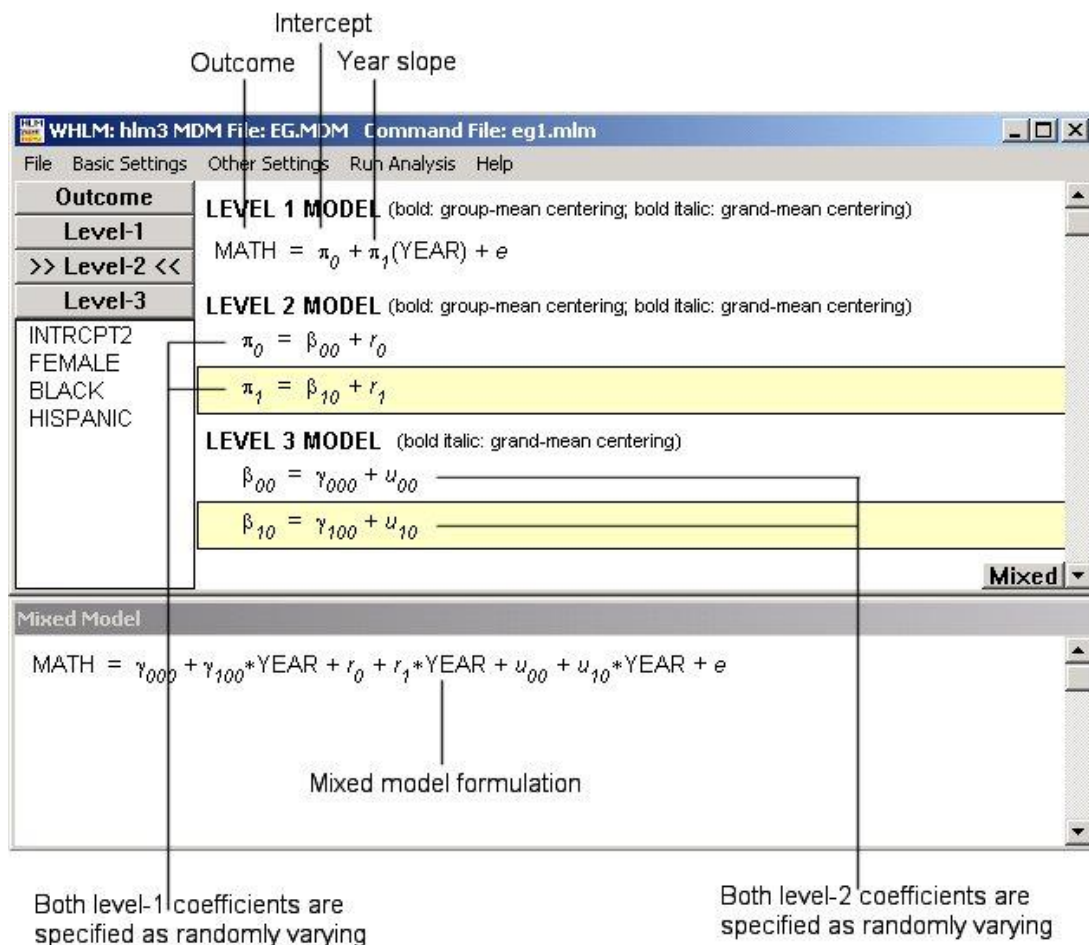 Intercept
Outcome Year slope
WHLM: hlm3 MDM File: EG.MDM Command File: eg1.mlm
File Basic Settings Other Settings Run Analysis Help
Outcome
Level-1
>> Level-2 <<
Level-3
INTRCPT2
FEMALE
BLACK
HISPANIC
LEVEL 1 MODEL (bold: group-mean centering; bold italic: grand-mean centering)
MATH = π₀ + π₁(YEAR) + e
LEVEL 2 MODEL (bold: group-mean centering; bold italic: grand-mean centering)
π₀ = β₀₀ + r₀
π₁ = β₁₀ + r₁
LEVEL 3 MODEL (bold italic: grand-mean centering)
β₀₀ = γ₀₀₀ + u₀₀
β₁₀ = γ₁₀₀ + u₁₀
Mixed
Mixed Model
MATH = γ₀₀₀ + γ₁₀₀*YEAR + r₀ + r₁*YEAR + u₀₀ + u₁₀*YEAR + e
Mixed model formulation
Both level-1 coefficients are
specified as randomly varying
Both level-2 coefficients are
specified as randomly varying